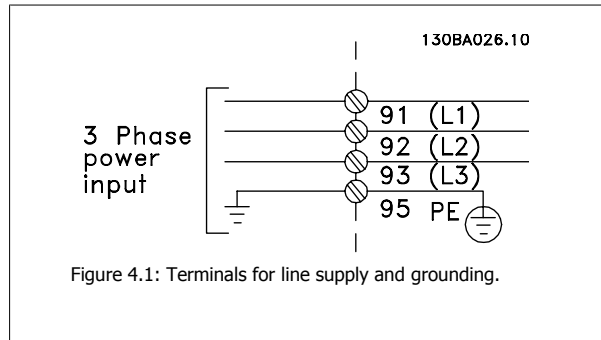 130BA026.10
3 Phase
power
input
91 (L1)
92 (L2)
93 (L3)
95 PE
Figure 4.1: Terminals for line supply and grounding.